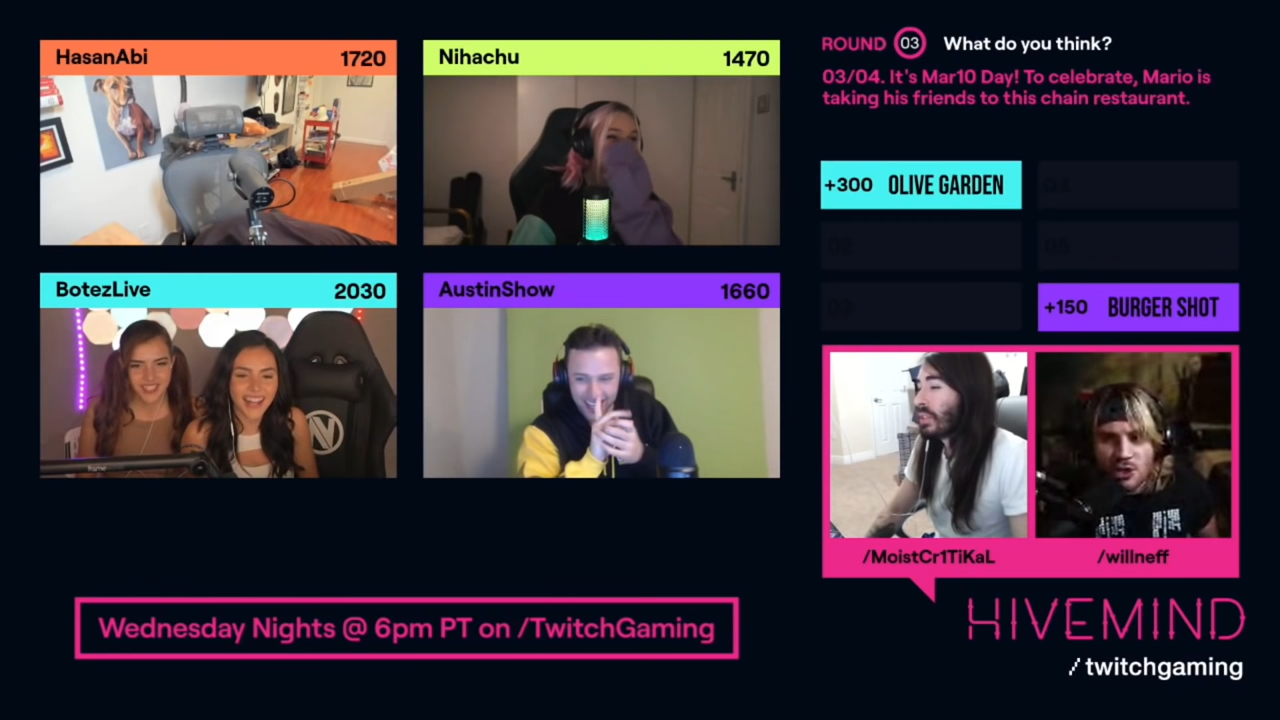 HasanAbi 1720
Nihachu 1470
BotezLive 2030
AustinShow 1660
ROUND 03 What do you think?
03/04. It's Mar10 Day! To celebrate, Mario is
taking his friends to this chain restaurant.
+300 OLIVE GARDEN
+150 BURGER SHOT
/MoistCr1TiKaL /willneff
Wednesday Nights @ 6pm PT on /TwitchGaming
HIVEMIND
/twitchgaming